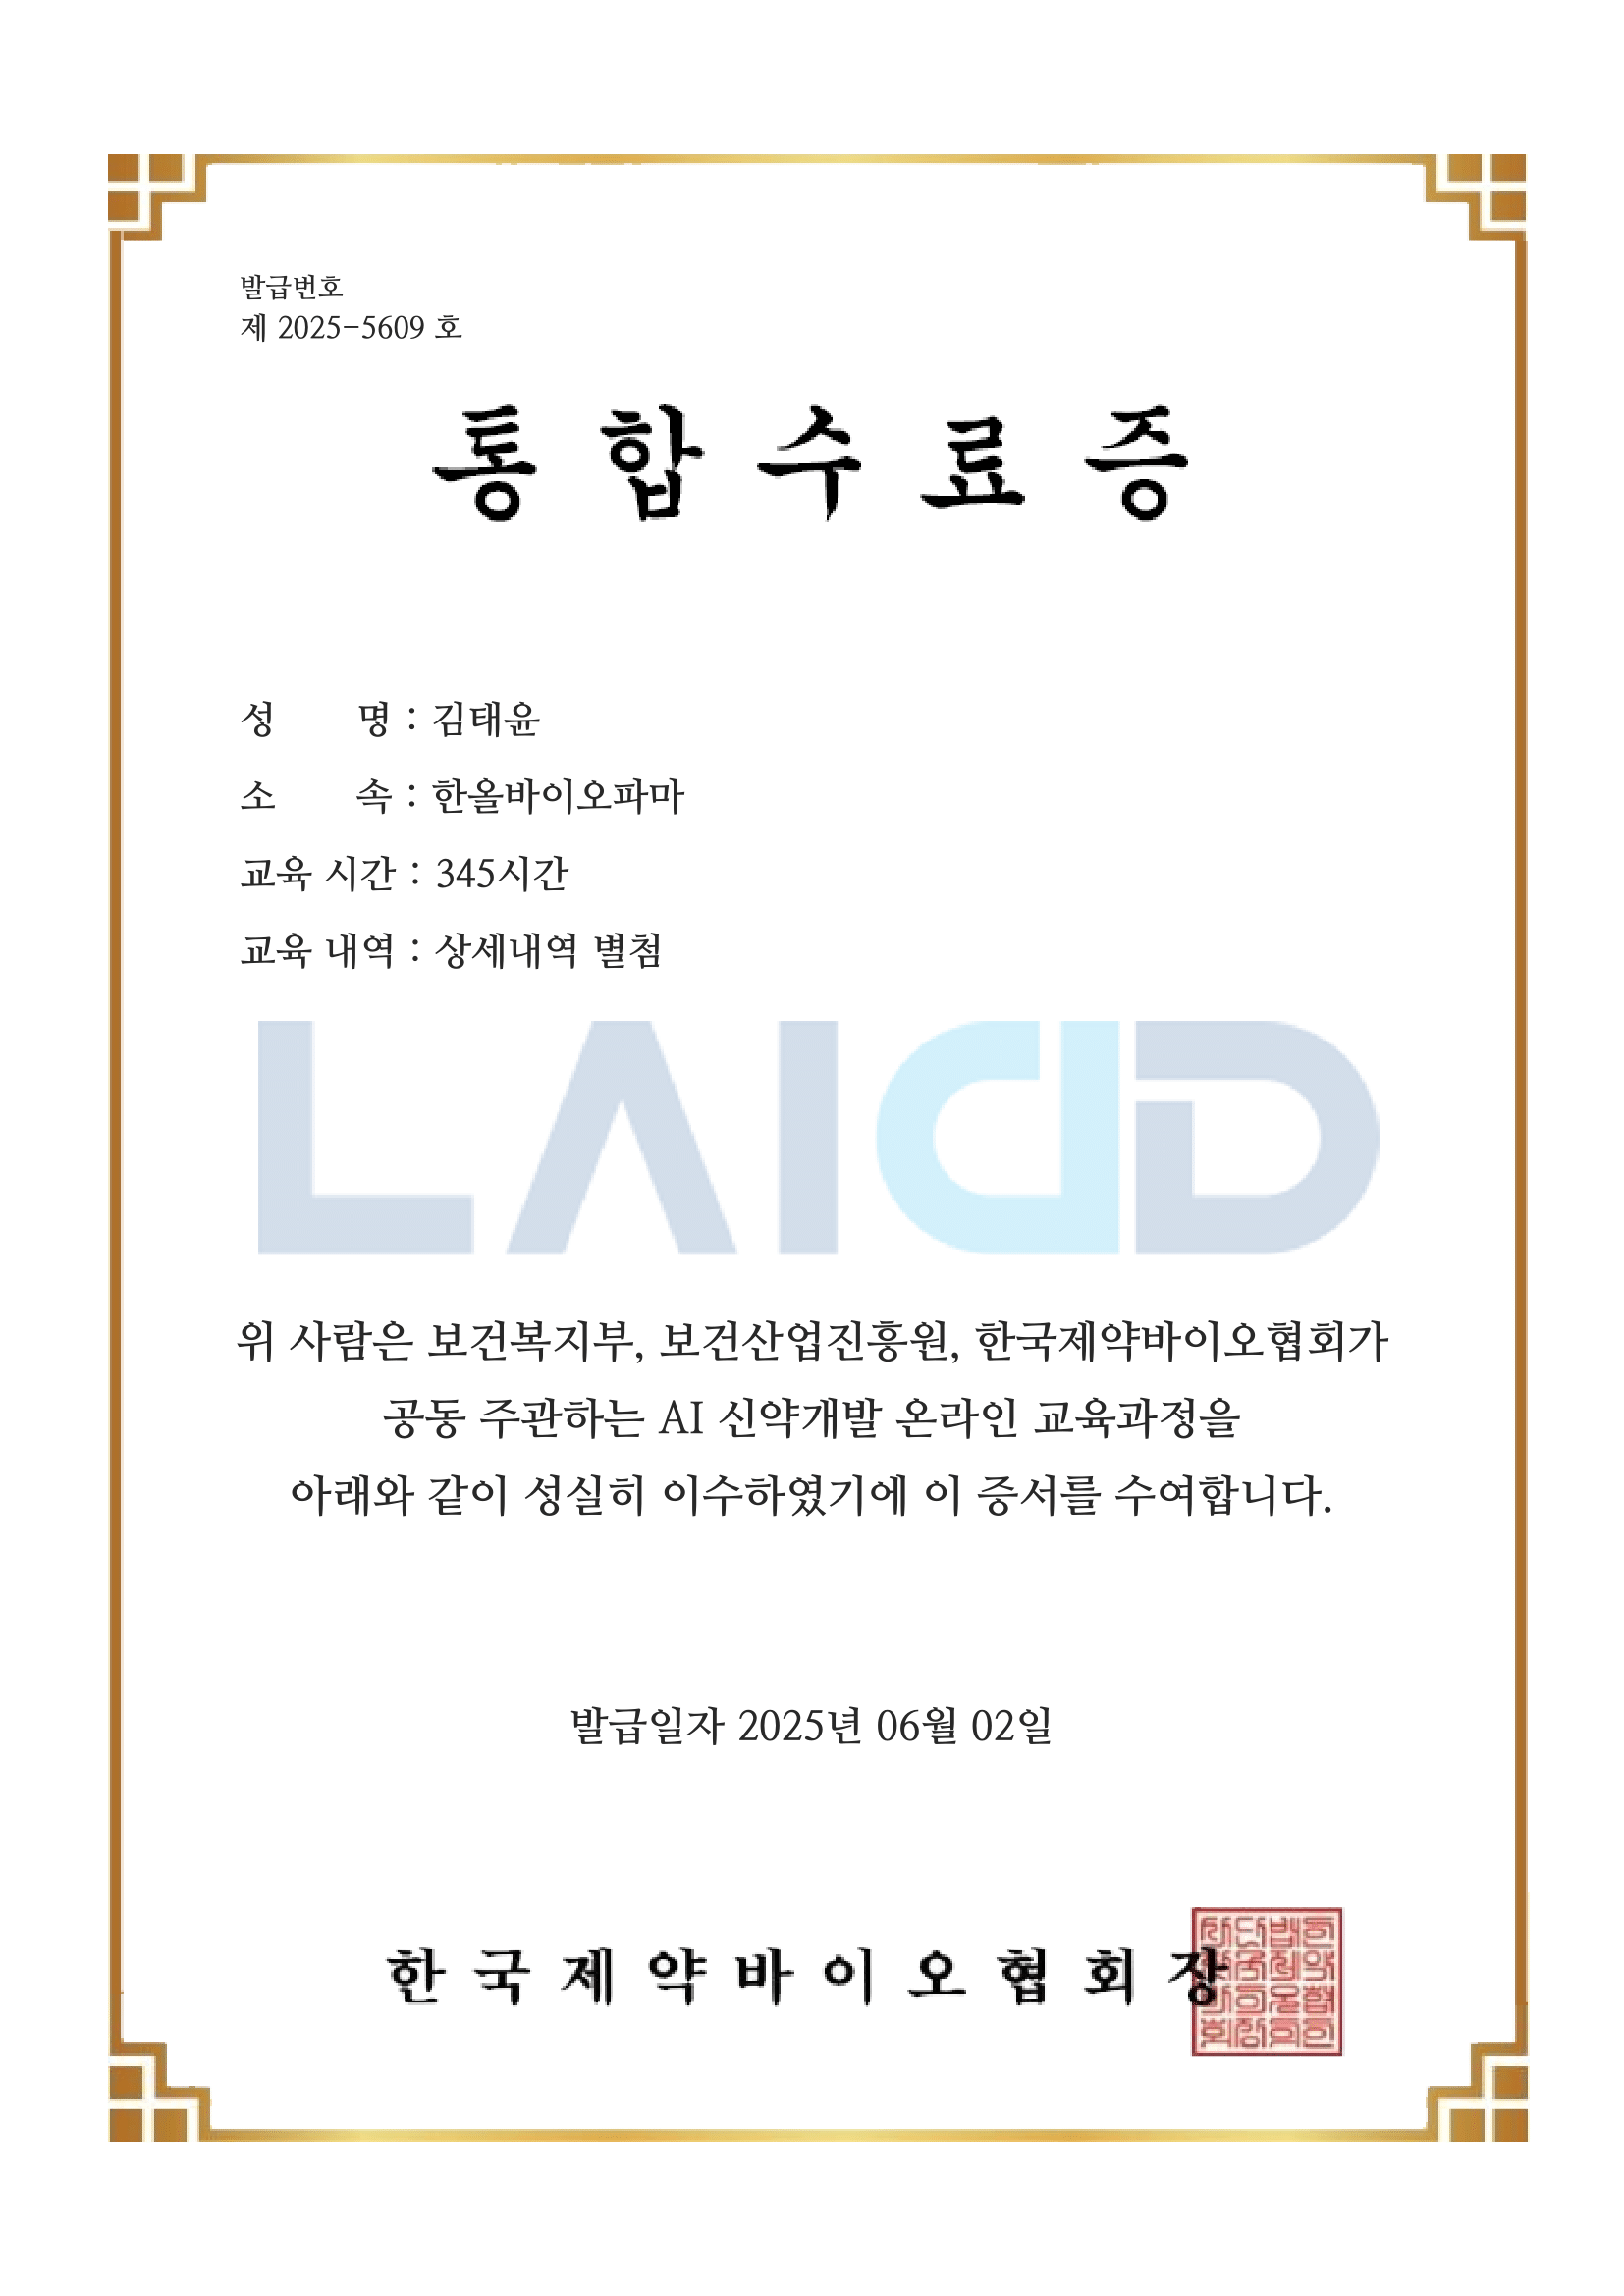 발급번호
제 2025-5609 호
통합수료증
성 명 : 김태윤
소 속 : 한올바이오파마
교육 시간 : 345시간
교육 내역 : 상세내역 별첨
LAIDD
위 사람은 보건복지부, 보건산업진흥원, 한국제약바이오협회가
공동 주관하는 AI 신약개발 온라인 교육과정을
아래와 같이 성실히 이수하였기에 이 증서를 수여합니다.
발급일자 2025년 06월 02일
한국제약바이오협회장